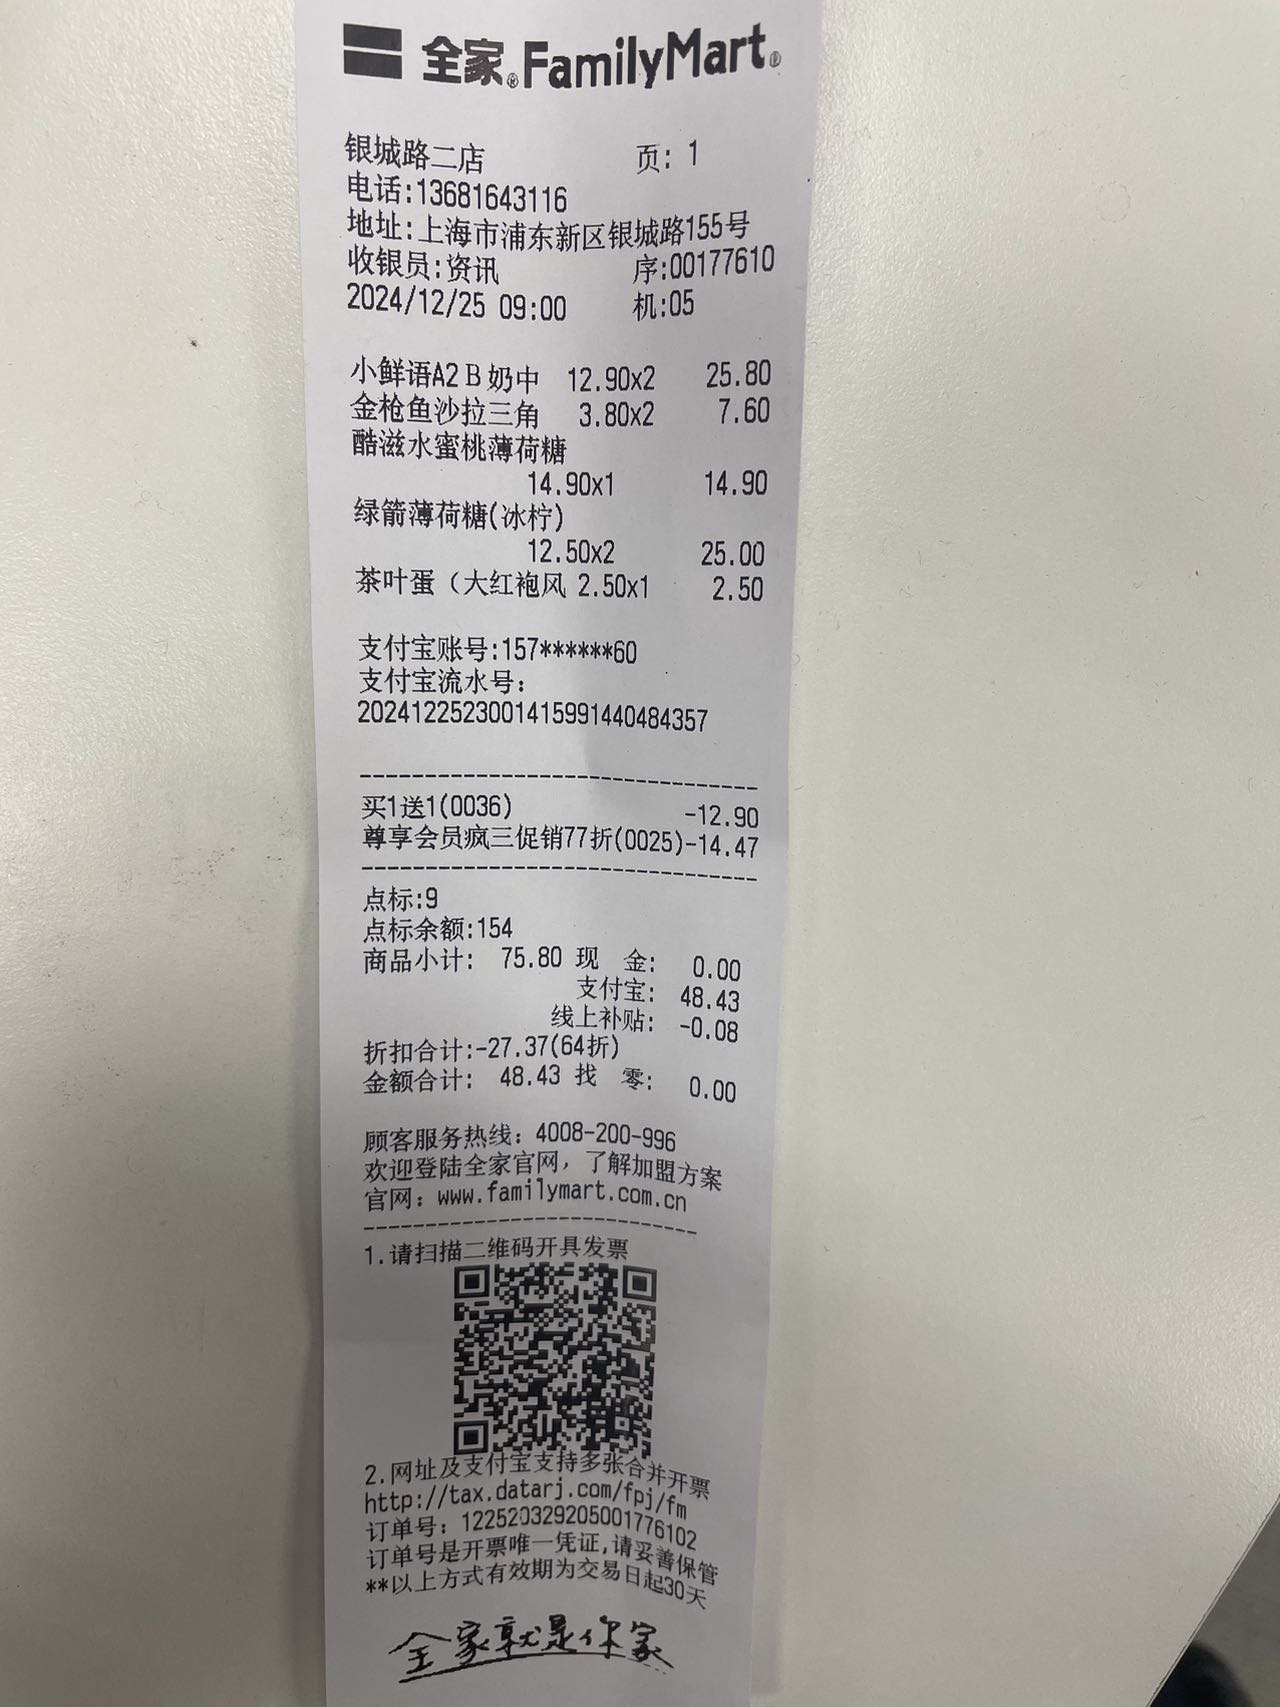 全家®FamilyMart®
银城路二店 页: 1
电话:13681643116
地址:上海市浦东新区银城路155号
收银员:资讯 序:00177610
2024/12/25 09:00 机:05
小鲜语A2B奶中 12.90x2 25.80
金枪鱼沙拉三角 3.80x2 7.60
酷滋水蜜桃薄荷糖
14.90x1 14.90
绿箭薄荷糖(冰柠)
12.50x2 25.00
茶叶蛋（大红袍风 2.50x1 2.50
支付宝账号:157******60
支付宝流水号:
2024122523001415991440484357
买1送1(0036) -12.90
尊享会员疯三促销77折(0025)-14.47
点标:9
点标余额:154
商品小计: 75.80 现 金: 0.00
支付宝: 48.43
线上补贴: -0.08
折扣合计:-27.37(64折)
金额合计: 48.43 找 零: 0.00
顾客服务热线: 4008-200-996
欢迎登陆全家官网，了解加盟方案
官网: www.familymart.com.cn
1.请扫描二维码开具发票
2.网址及支付宝支持多张合并开票
http://tax.datarj.com/fpj/fm
订单号: 1225203292050017761​02
订单号是开票唯一凭证,请妥善保管
**以上方式有效期为交易日起30天
全家就是你家